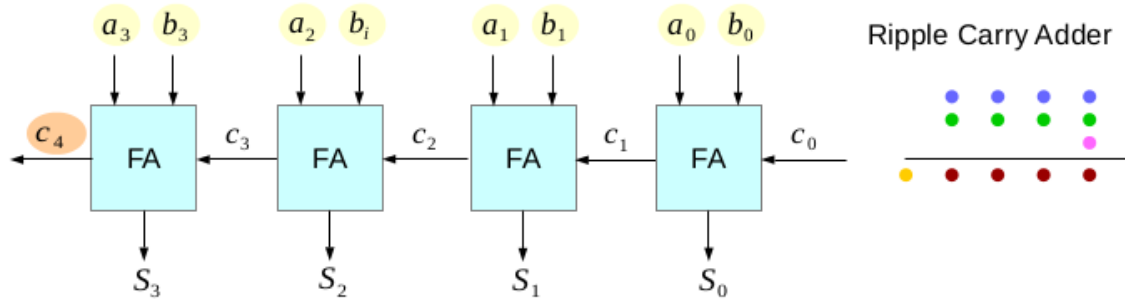 a₃ b₃ a₂ bᵢ a₁ b₁ a₀ b₀
Ripple Carry Adder
c₄ FA c₃ FA c₂ FA c₁ FA c₀
S₃ S₂ S₁ S₀